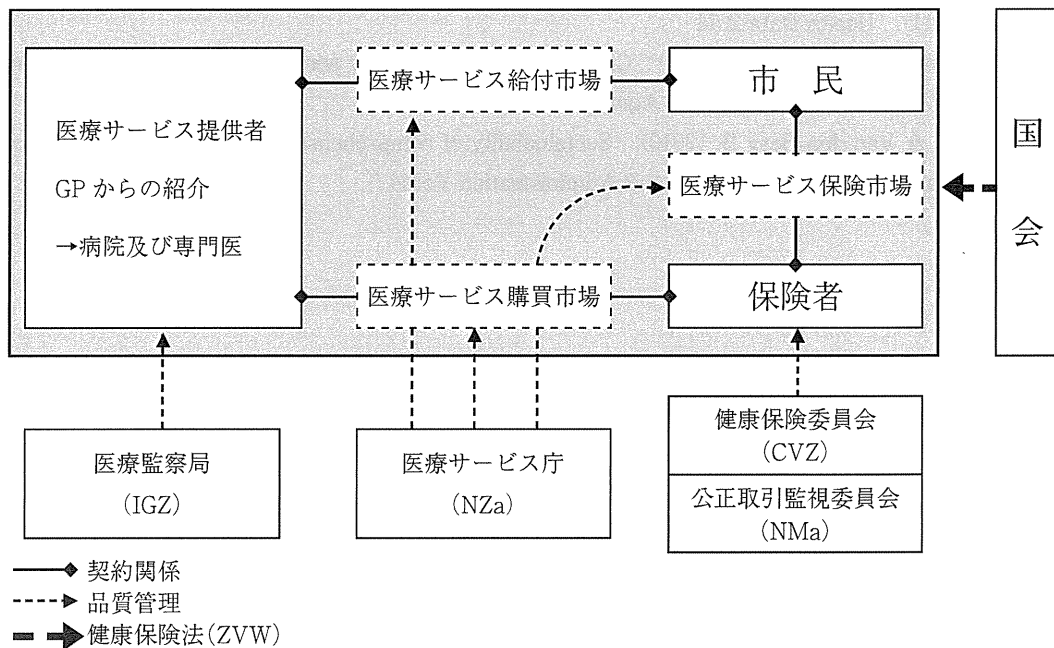 医療サービス提供者
GPからの紹介
→病院及び専門医
医療サービス給付市場
市　民
医療サービス保険市場
医療サービス購買市場
保険者
国
会
医療監察局
(IGZ)
医療サービス庁
(NZa)
健康保険委員会
(CVZ)
公正取引監視委員会
(NMa)
契約関係
品質管理
健康保険法(ZVW)